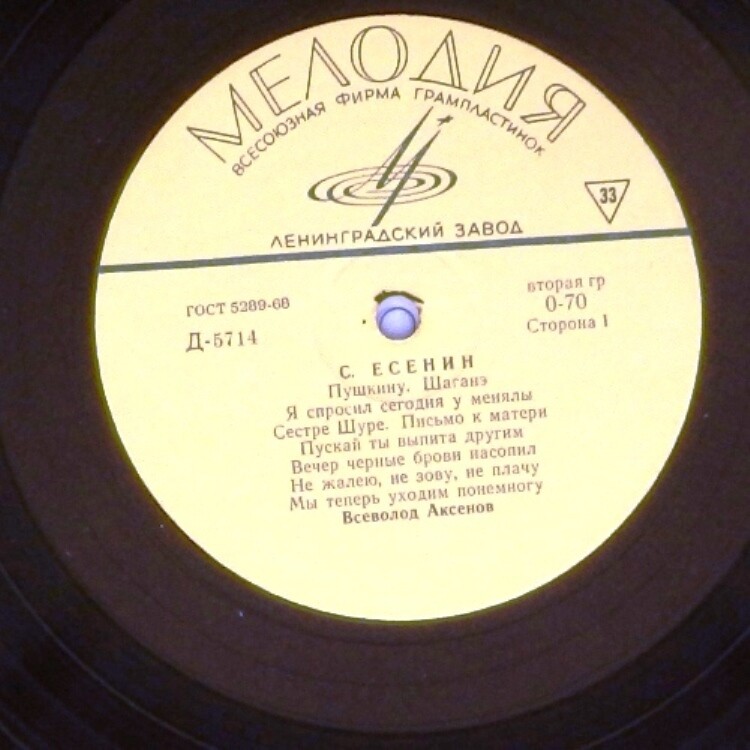 МЕЛОДИЯ
ВСЕСОЮЗНАЯ ФИРМА ГРАМПЛАСТИНОК
33
ЛЕНИНГРАДСКИЙ ЗАВОД
ГОСТ 5289-68
Д-5714
вторая гр
0-70
Сторона 1
С. ЕСЕНИН
Пушкину. Шаганэ
Я спросил сегодня у менялы
Сестре Шуре. Письмо к матери
Пускай ты выпита другим
Вечер черные брови насопил
Не жалею, не зову, не плачу
Мы теперь уходим понемногу
Всеволод Аксенов